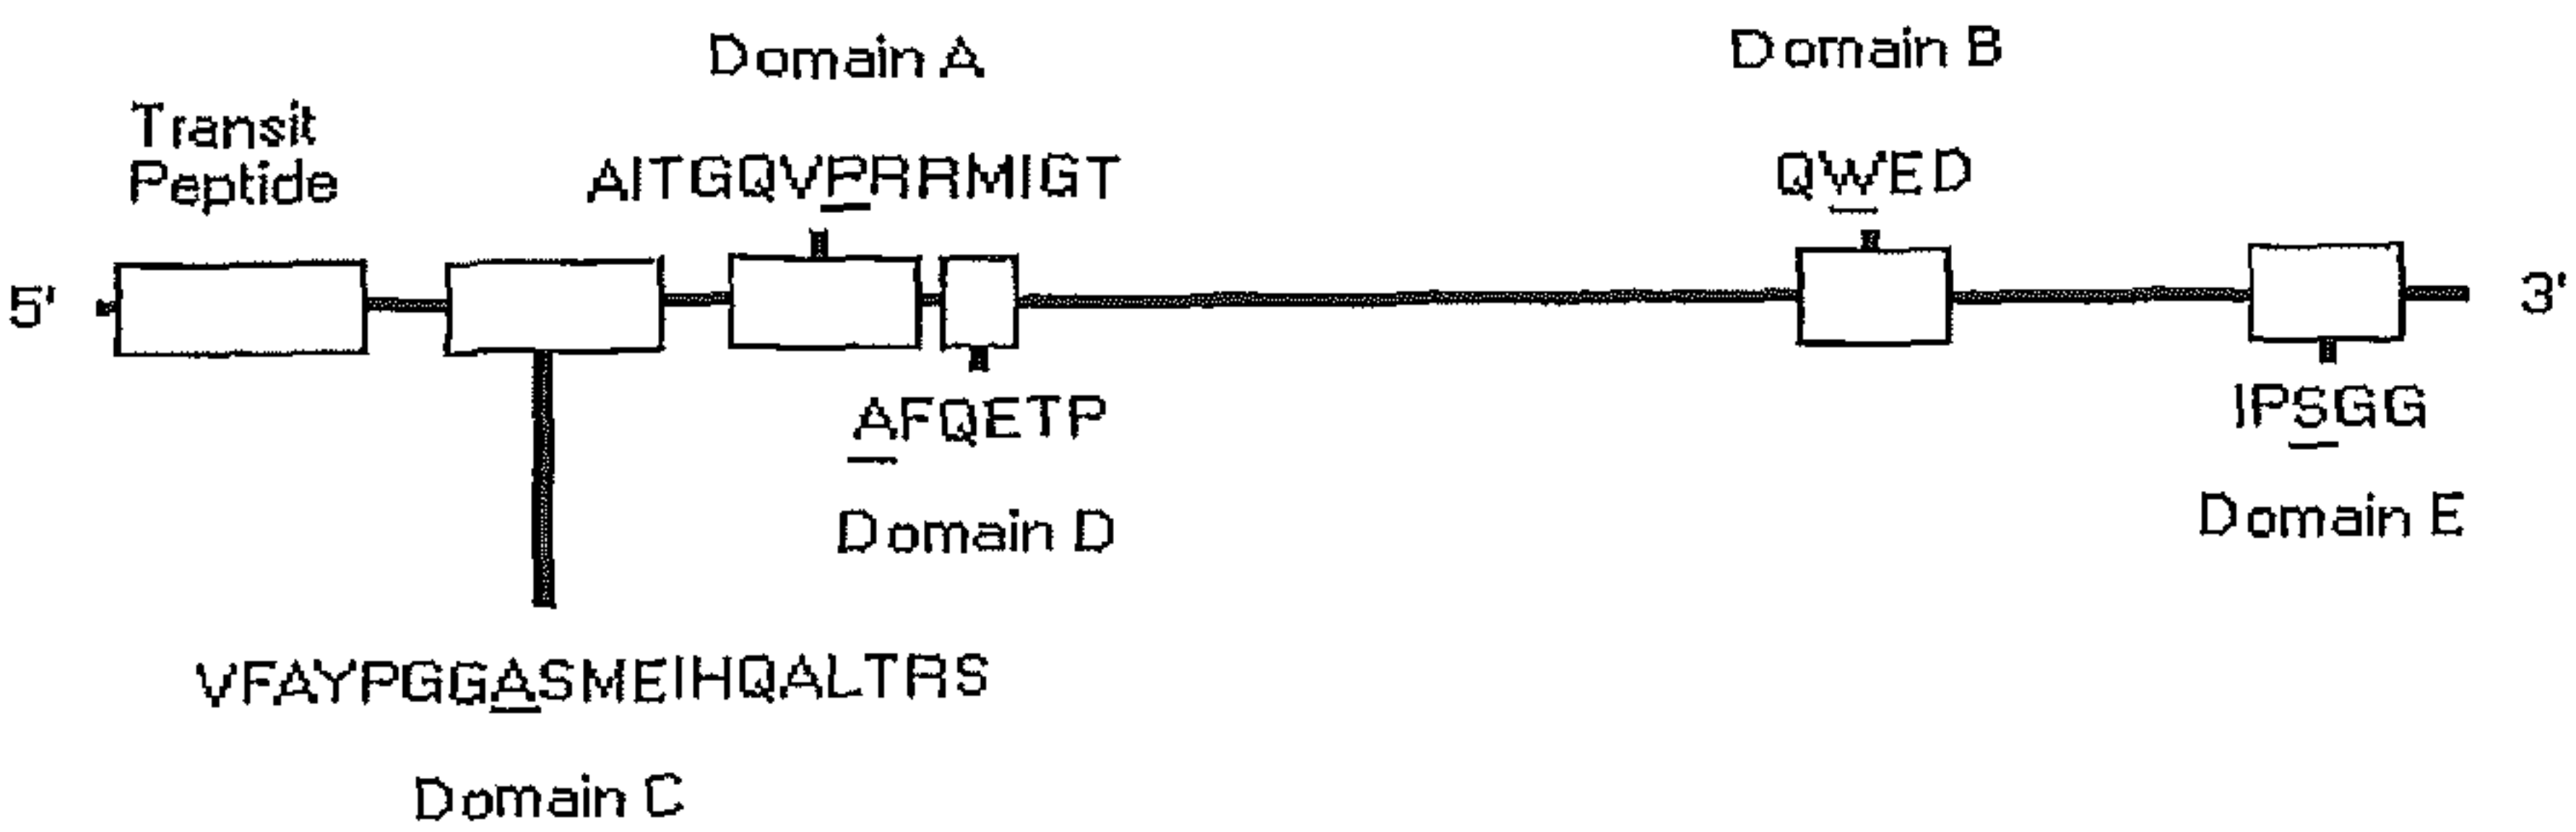 Domain A
Domain B
Transit
Peptide
AITGQVPRRMIGT
QWED
5'
3'
AFQETP
IPSGG
Domain D
Domain E
VFAYPGGASMEIHQALTRS
Domain C